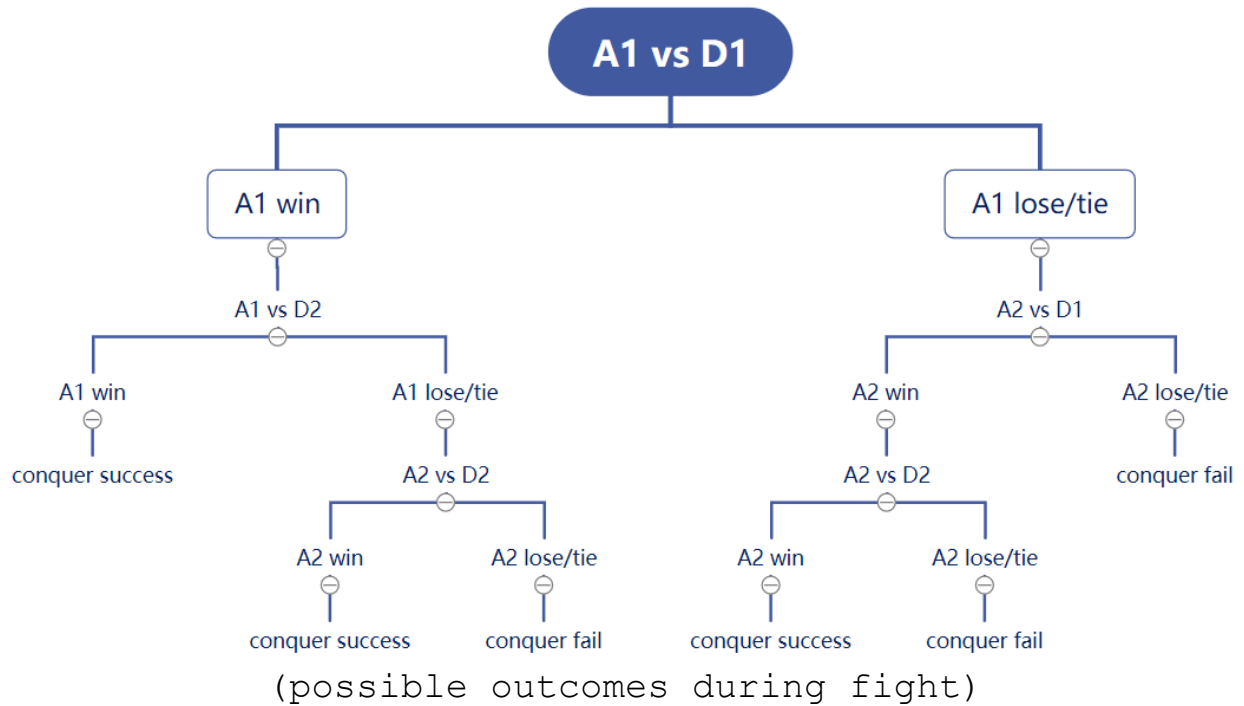 A1 vs D1
A1 win
A1 lose/tie
A1 vs D2
A2 vs D1
A1 win
A1 lose/tie
A2 win
A2 lose/tie
conquer success
A2 vs D2
A2 vs D2
conquer fail
A2 win
A2 lose/tie
A2 win
A2 lose/tie
conquer success
conquer fail
conquer success
conquer fail
(possible outcomes during fight)